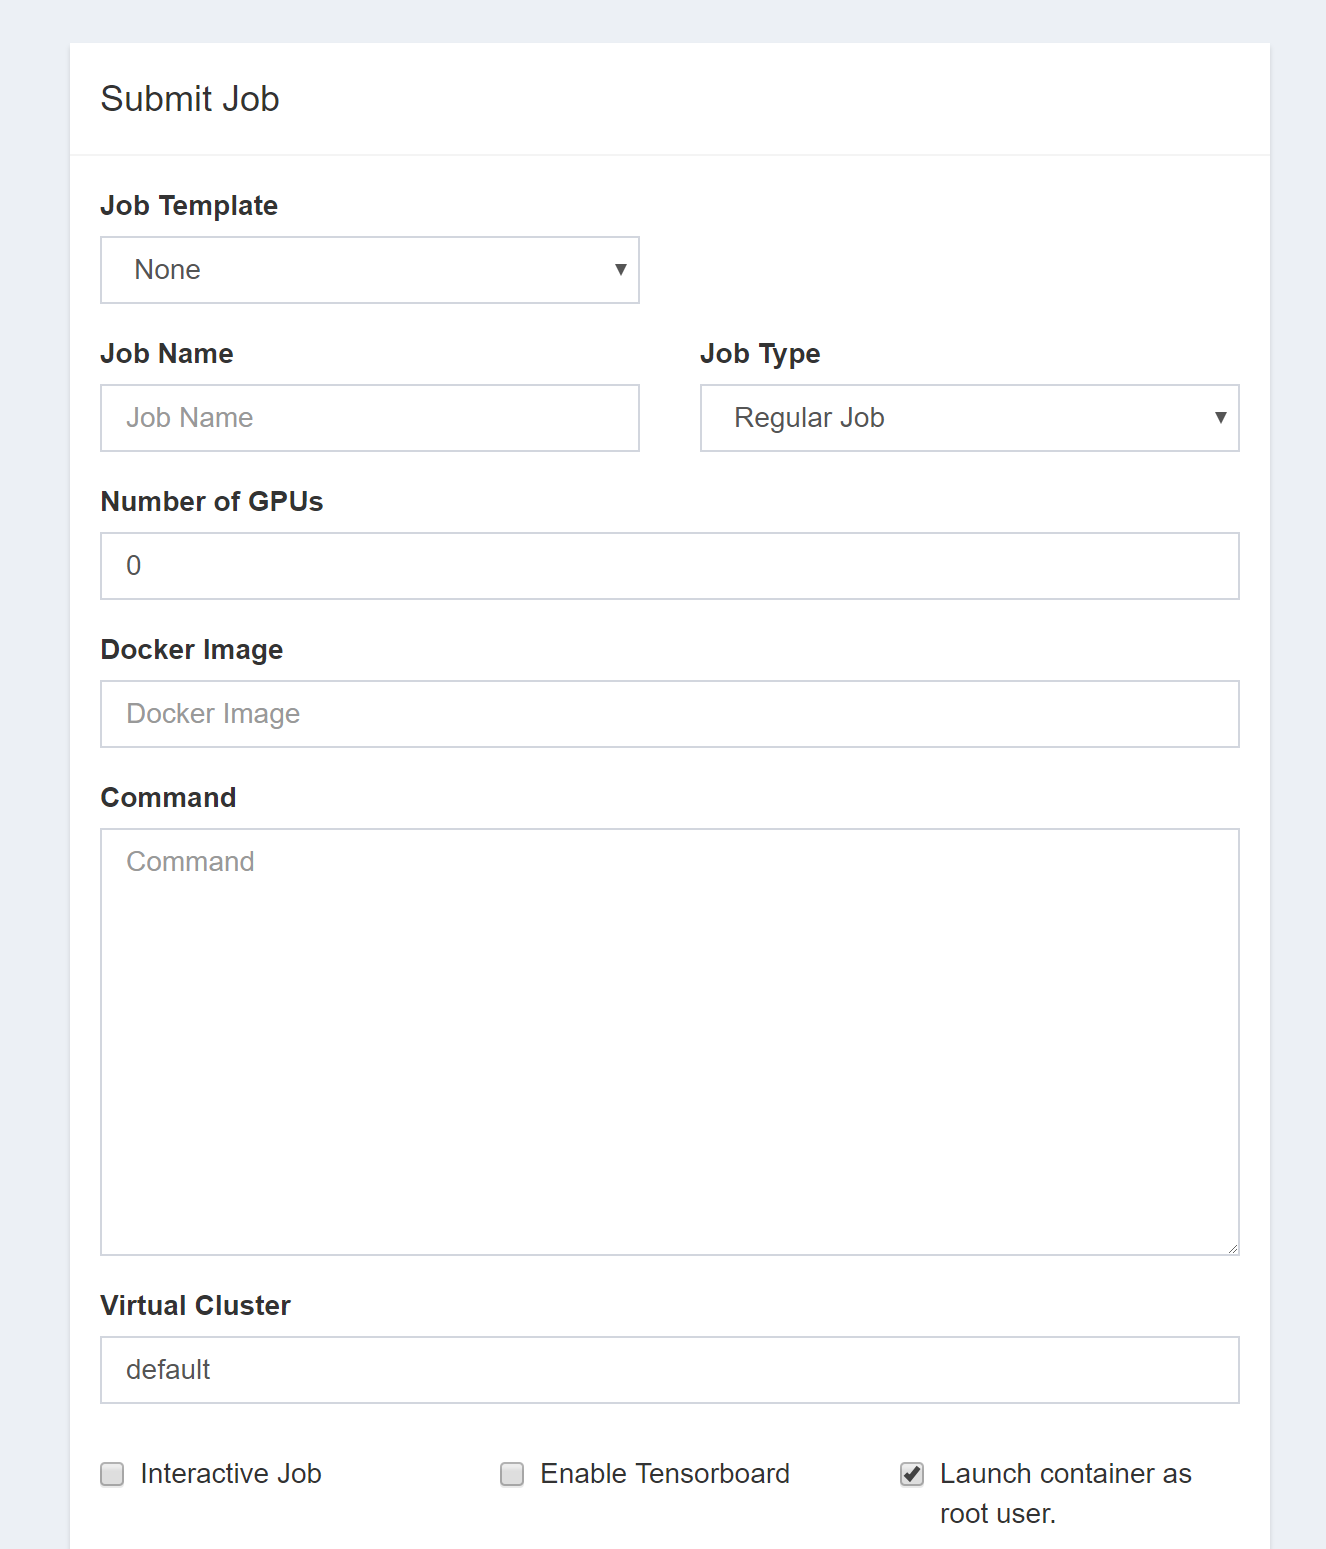 Submit Job
Job Template
None
Job Name
Job Type
Job Name
Regular Job
Number of GPUs
0
Docker Image
Docker Image
Command
Command
Virtual Cluster
default
Interactive Job
Enable Tensorboard
Launch container as
root user.